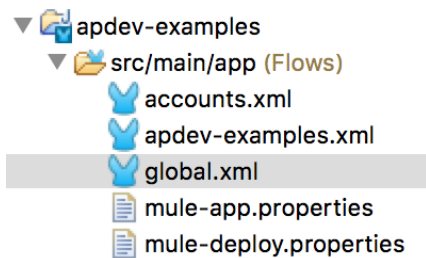 apdev-examples
src/main/app (Flows)
accounts.xml
apdev-examples.xml
global.xml
mule-app.properties
mule-deploy.properties